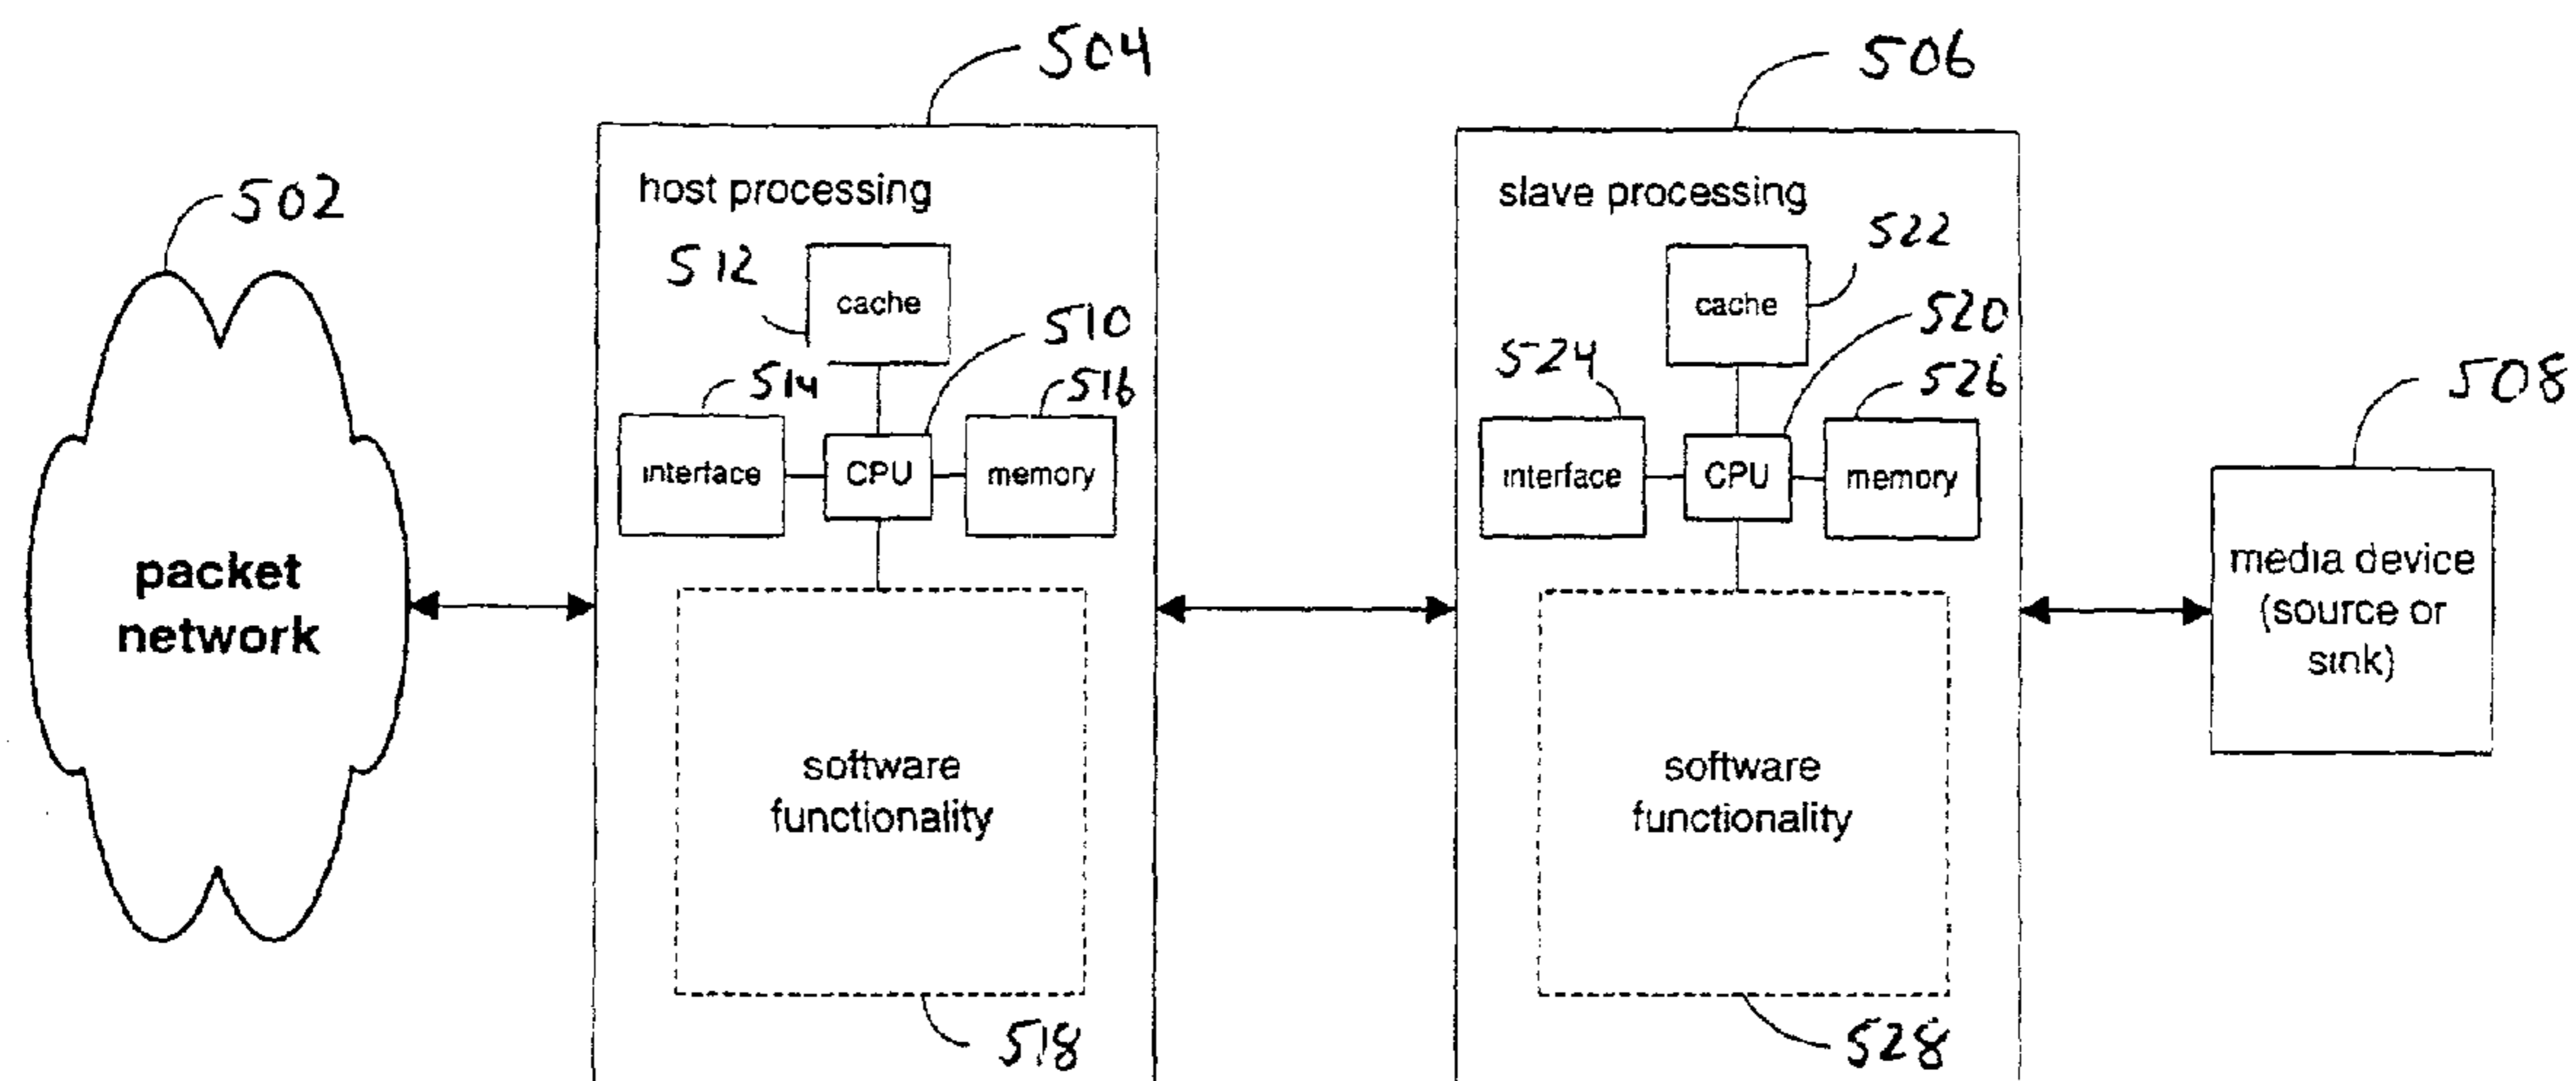 504
506
502
host processing
slave processing
512
cache
522
cache
510
520
514
516
524
526
508
interface
CPU
memory
interface
CPU
memory
packet
network
media device
(source or
sink)
software
functionality
software
functionality
518
528